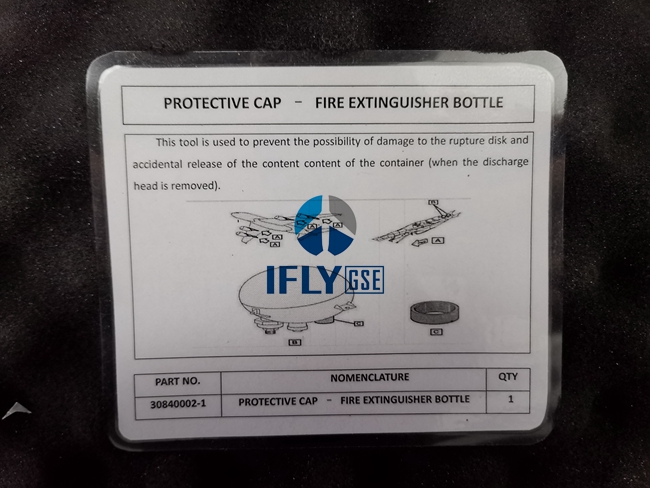 PROTECTIVE CAP – FIRE EXTINGUISHER BOTTLE
This tool is used to prevent the possibility of damage to the rupture disk and
accidental release of the content content of the container (when the discharge
head is removed).
B
A
A
A
A
A
IFLY GSE
C
B
C
PART NO. NOMENCLATURE QTY
30840002-1 PROTECTIVE CAP – FIRE EXTINGUISHER BOTTLE 1